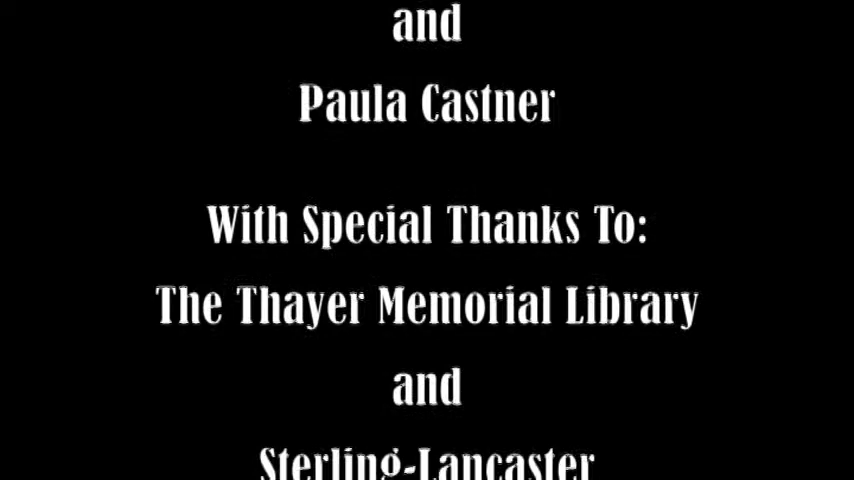 and
Paula Castner
With Special Thanks To:
The Thayer Memorial Library
and
Sterling-Lancaster